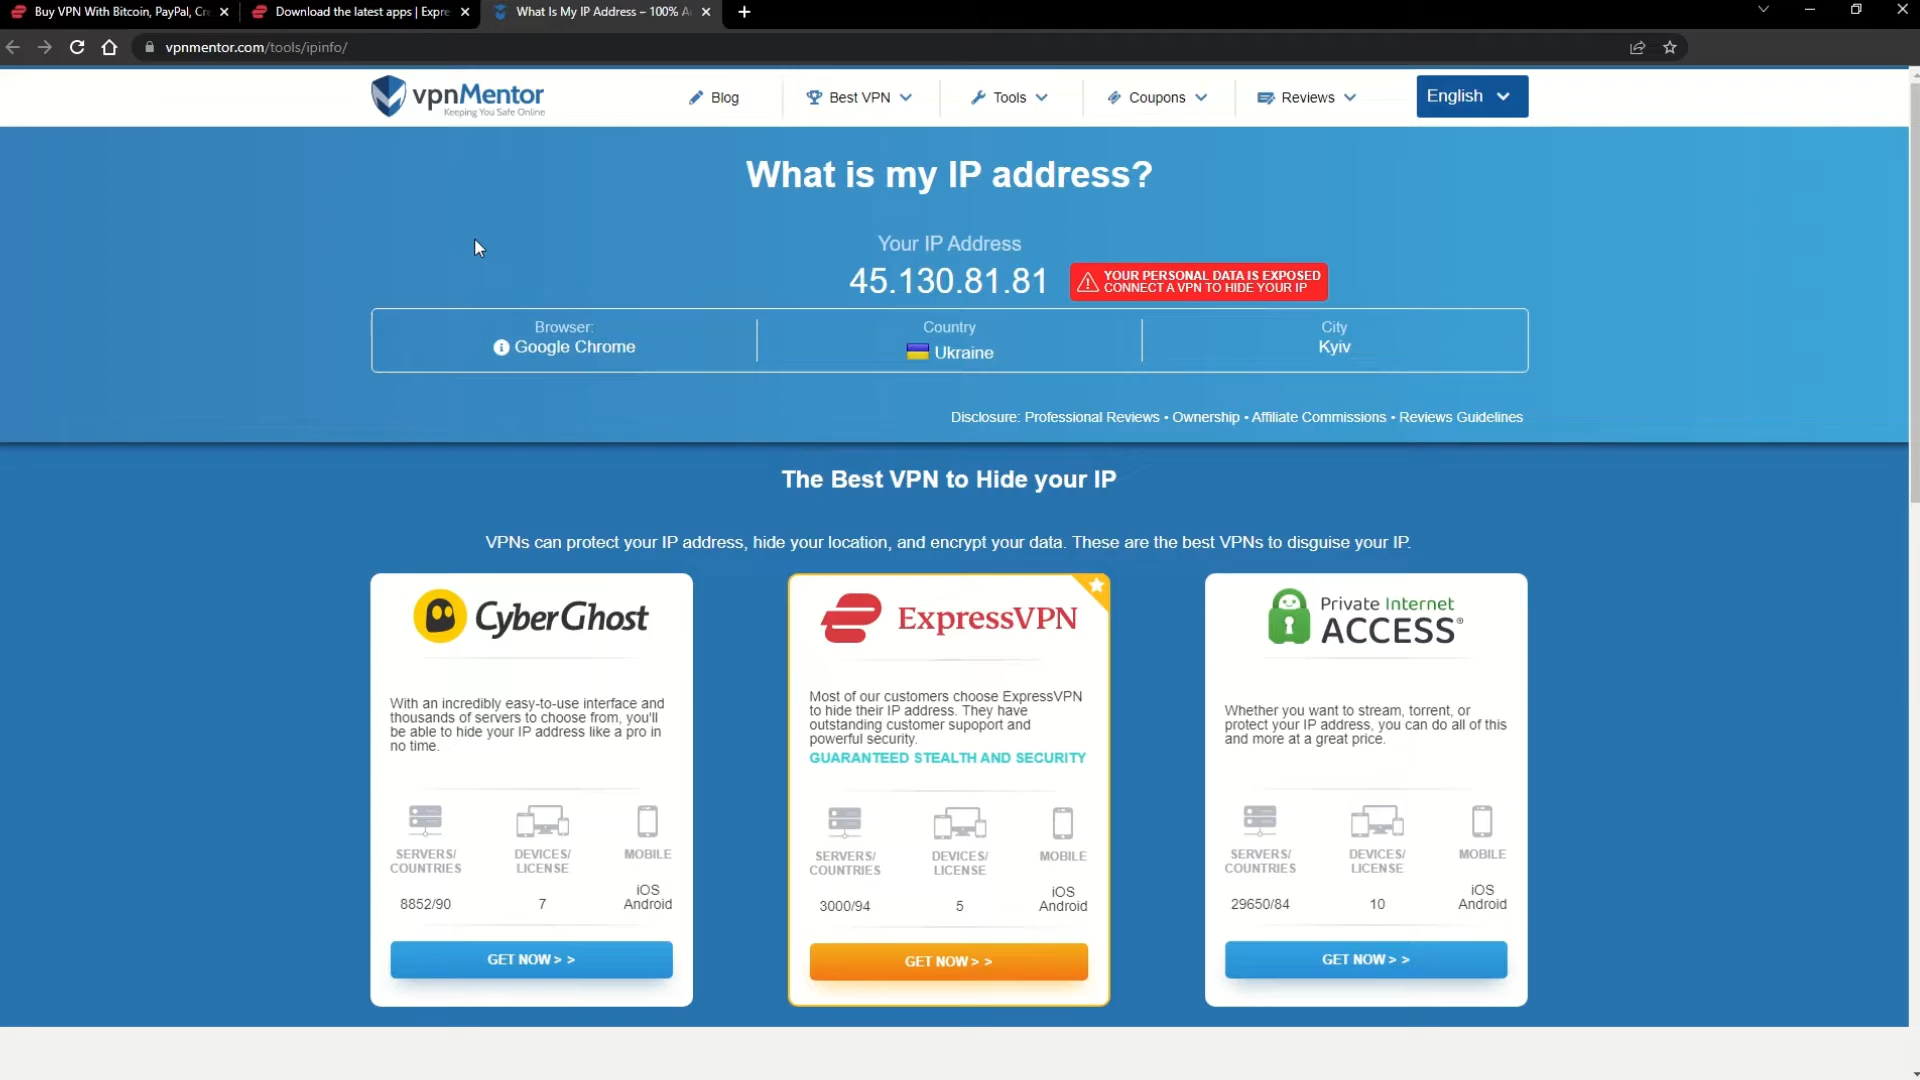 Buy VPN With Bitcoin, PayPal, Cr
Download the latest apps | Expre
What Is My IP Address – 100% A
vpnmentor.com/tools/ipinfo/
vpnMentor
Keeping You Safe Online
Blog
Best VPN
Tools
Coupons
Reviews
English
What is my IP address?
Your IP Address
45.130.81.81
YOUR PERSONAL DATA IS EXPOSED
CONNECT A VPN TO HIDE YOUR IP
Browser:
Google Chrome
Country
Ukraine
City
Kyiv
Disclosure: Professional Reviews • Ownership • Affiliate Commissions • Reviews Guidelines
The Best VPN to Hide your IP
VPNs can protect your IP address, hide your location, and encrypt your data. These are the best VPNs to disguise your IP.
CyberGhost
With an incredibly easy-to-use interface and
thousands of servers to choose from, you'll
be able to hide your IP address like a pro in
no time.
SERVERS/
COUNTRIES
DEVICES/
LICENSE
MOBILE
8852/90
7
iOS
Android
GET NOW > >
ExpressVPN
Most of our customers choose ExpressVPN
to hide their IP address. They have
outstanding customer supoport and
powerful security.
GUARANTEED STEALTH AND SECURITY
SERVERS/
COUNTRIES
DEVICES/
LICENSE
MOBILE
3000/94
5
iOS
Android
GET NOW > >
Private Internet
ACCESS®
Whether you want to stream, torrent, or
protect your IP address, you can do all of this
and more at a great price.
SERVERS/
COUNTRIES
DEVICES/
LICENSE
MOBILE
29650/84
10
iOS
Android
GET NOW > >